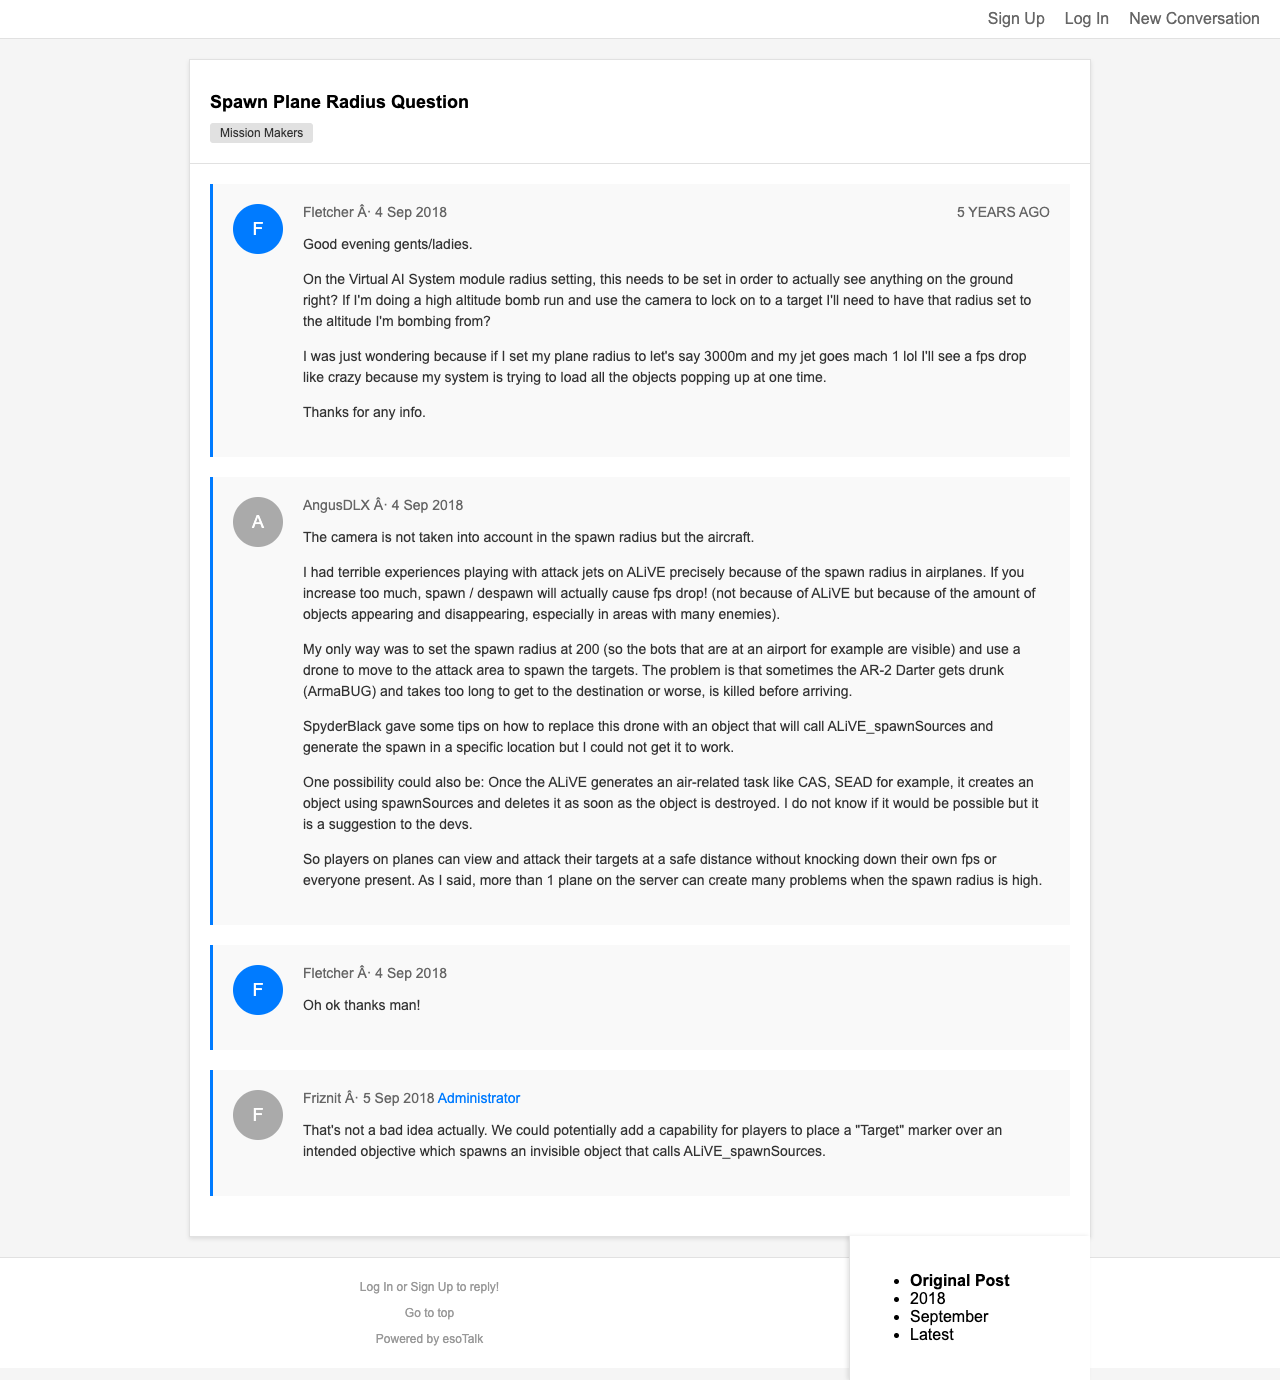 Sign Up Log In New Conversation
Spawn Plane Radius Question
Mission Makers
F
Fletcher Â· 4 Sep 2018 5 YEARS AGO
Good evening gents/ladies.
On the Virtual AI System module radius setting, this needs to be set in order to actually see anything on the ground
right? If I'm doing a high altitude bomb run and use the camera to lock on to a target I'll need to have that radius set to
the altitude I'm bombing from?
I was just wondering because if I set my plane radius to let's say 3000m and my jet goes mach 1 lol I'll see a fps drop
like crazy because my system is trying to load all the objects popping up at one time.
Thanks for any info.
A
AngusDLX Â· 4 Sep 2018
The camera is not taken into account in the spawn radius but the aircraft.
I had terrible experiences playing with attack jets on ALiVE precisely because of the spawn radius in airplanes. If you
increase too much, spawn / despawn will actually cause fps drop! (not because of ALiVE but because of the amount of
objects appearing and disappearing, especially in areas with many enemies).
My only way was to set the spawn radius at 200 (so the bots that are at an airport for example are visible) and use a
drone to move to the attack area to spawn the targets. The problem is that sometimes the AR-2 Darter gets drunk
(ArmaBUG) and takes too long to get to the destination or worse, is killed before arriving.
SpyderBlack gave some tips on how to replace this drone with an object that will call ALiVE_spawnSources and
generate the spawn in a specific location but I could not get it to work.
One possibility could also be: Once the ALiVE generates an air-related task like CAS, SEAD for example, it creates an
object using spawnSources and deletes it as soon as the object is destroyed. I do not know if it would be possible but it
is a suggestion to the devs.
So players on planes can view and attack their targets at a safe distance without knocking down their own fps or
everyone present. As I said, more than 1 plane on the server can create many problems when the spawn radius is high.
F
Fletcher Â· 4 Sep 2018
Oh ok thanks man!
F
Friznit Â· 5 Sep 2018 Administrator
That's not a bad idea actually. We could potentially add a capability for players to place a "Target" marker over an
intended objective which spawns an invisible object that calls ALiVE_spawnSources.
Log In or Sign Up to reply!
Go to top
Powered by esoTalk
Original Post
2018
September
Latest